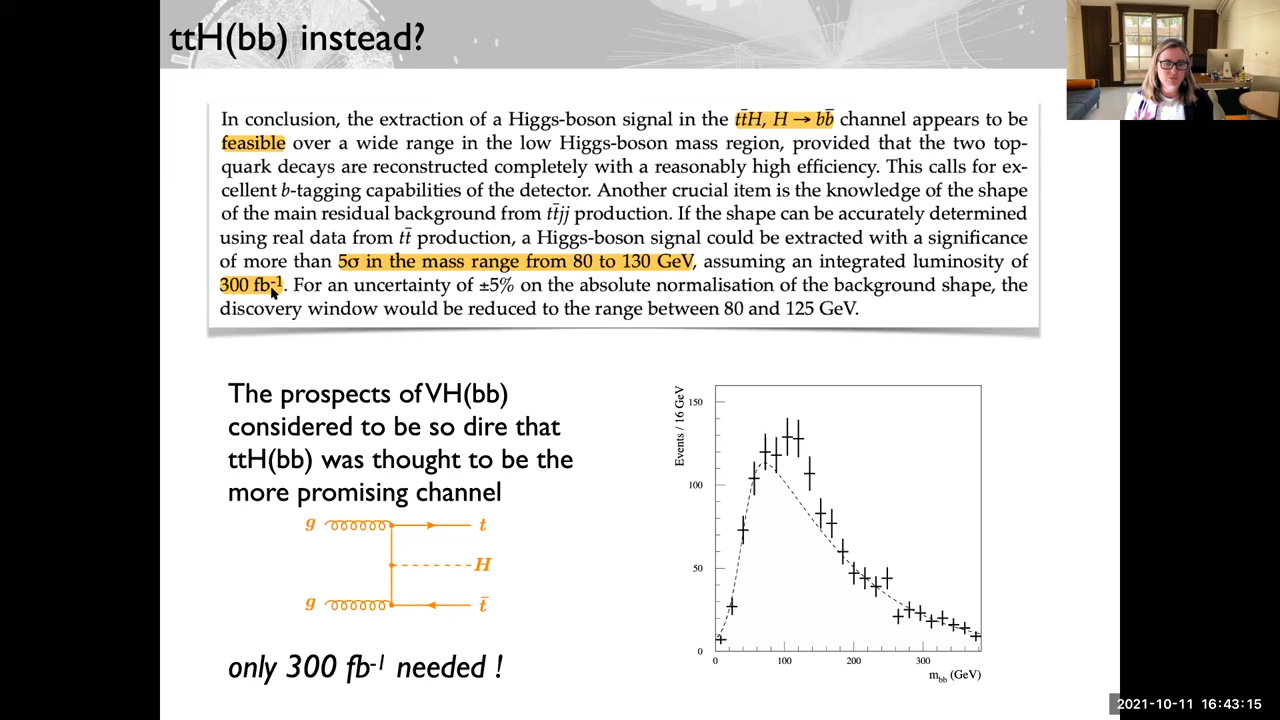 ttH(bb) instead?
In conclusion, the extraction of a Higgs-boson signal in the tt̄H, H → bb̄ channel appears to be
feasible over a wide range in the low Higgs-boson mass region, provided that the two top-
quark decays are reconstructed completely with a reasonably high efficiency. This calls for ex-
cellent b-tagging capabilities of the detector. Another crucial item is the knowledge of the shape
of the main residual background from tt̄jj production. If the shape can be accurately determined
using real data from tt̄ production, a Higgs-boson signal could be extracted with a significance
of more than 5σ in the mass range from 80 to 130 GeV, assuming an integrated luminosity of
300 fb⁻¹. For an uncertainty of ±5% on the absolute normalisation of the background shape, the
discovery window would be reduced to the range between 80 and 125 GeV.
The prospects of VH(bb)
considered to be so dire that
ttH(bb) was thought to be the
more promising channel
g t
H
g t̄
only 300 fb⁻¹ needed !
Events / 16 GeV
150
100
50
0
0 100 200 300
m_bb (GeV)
2021-10-11 16:43:15